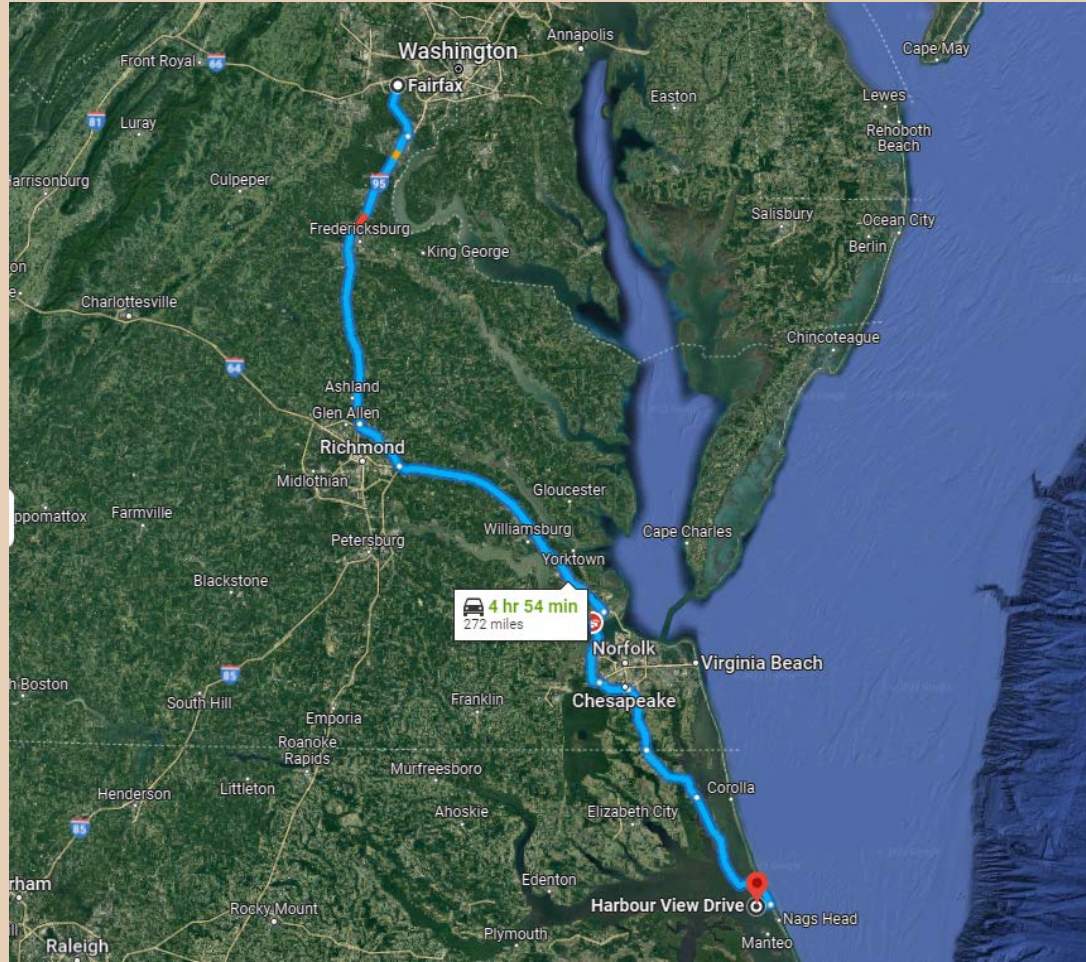 Washington
Annapolis
Cape May
Front Royal
66
Fairfax
Easton
Lewes
81
Luray
Rehoboth
Beach
Culpeper
95
Harrisonburg
Salisbury
Ocean City
Fredericksburg
Berlin
King George
Charlottesville
Chincoteague
64
Ashland
Glen Allen
Richmond
Midlothian
Gloucester
ppomattox
Farmville
Williamsburg
Cape Charles
Petersburg
Yorktown
Blackstone
4 hr 54 min
272 miles
Norfolk
Virginia Beach
85
h Boston
South Hill
Franklin
Chesapeake
Emporia
Roanoke
Rapids
Murfreesboro
Henderson
Littleton
Corolla
Ahoskie
Elizabeth City
85
rham
Edenton
Rocky Mount
Harbour View Drive
Nags Head
Plymouth
Manteo
Raleigh